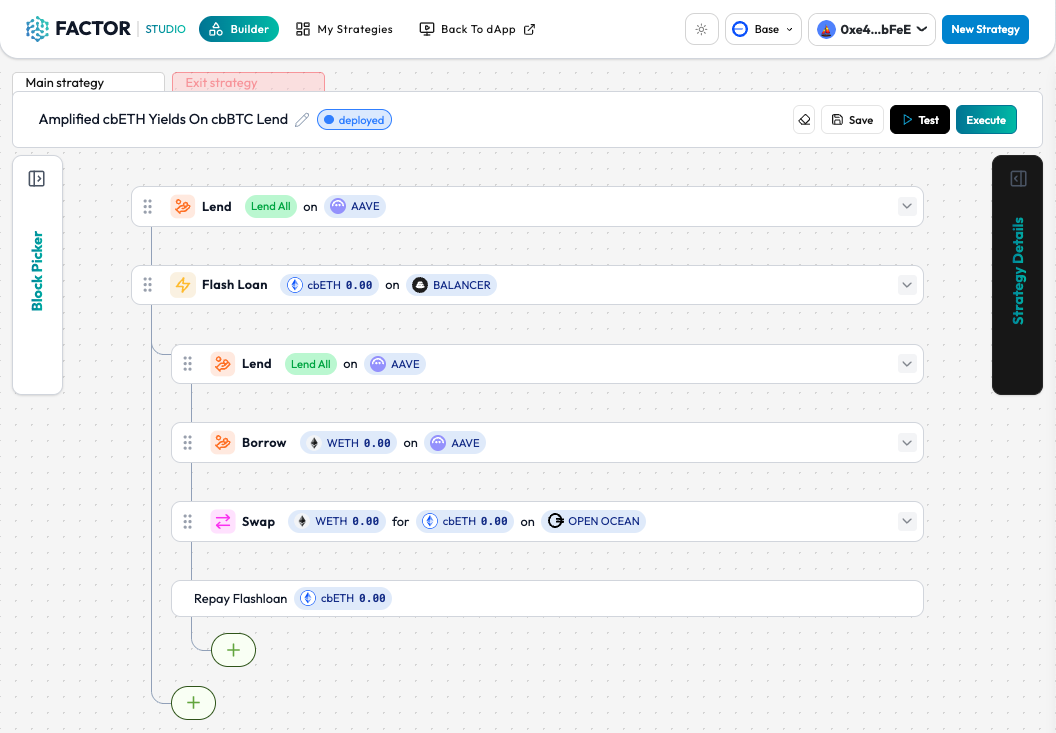 FACTOR STUDIO Builder My Strategies Back To dApp Base 0xe4...bFeE New Strategy
Main strategy Exit strategy
Amplified cbETH Yields On cbBTC Lend deployed Save Test Execute
Block Picker
Strategy Details
Lend Lend All on AAVE
Flash Loan cbETH 0.00 on BALANCER
Lend Lend All on AAVE
Borrow WETH 0.00 on AAVE
Swap WETH 0.00 for cbETH 0.00 on OPEN OCEAN
Repay Flashloan cbETH 0.00